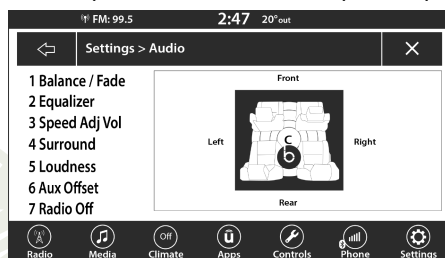 FM: 99.5 2:47 20°out
Settings > Audio
1 Balance / Fade
2 Equalizer
3 Speed Adj Vol
4 Surround
5 Loudness
6 Aux Offset
7 Radio Off
Front
Left C Right
b
Rear
Off ū
Radio Media Climate Apps Controls Phone Settings